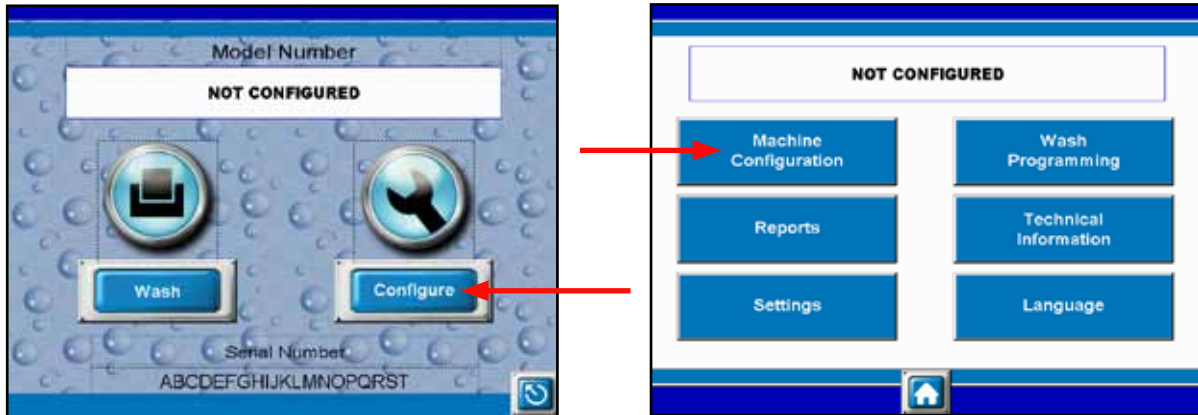 Model Number
NOT CONFIGURED
Wash
Configure
Serial Number
ABCDEFGHIJKLMNOPQRST
NOT CONFIGURED
Machine
Configuration
Wash
Programming
Reports
Technical
Information
Settings
Language